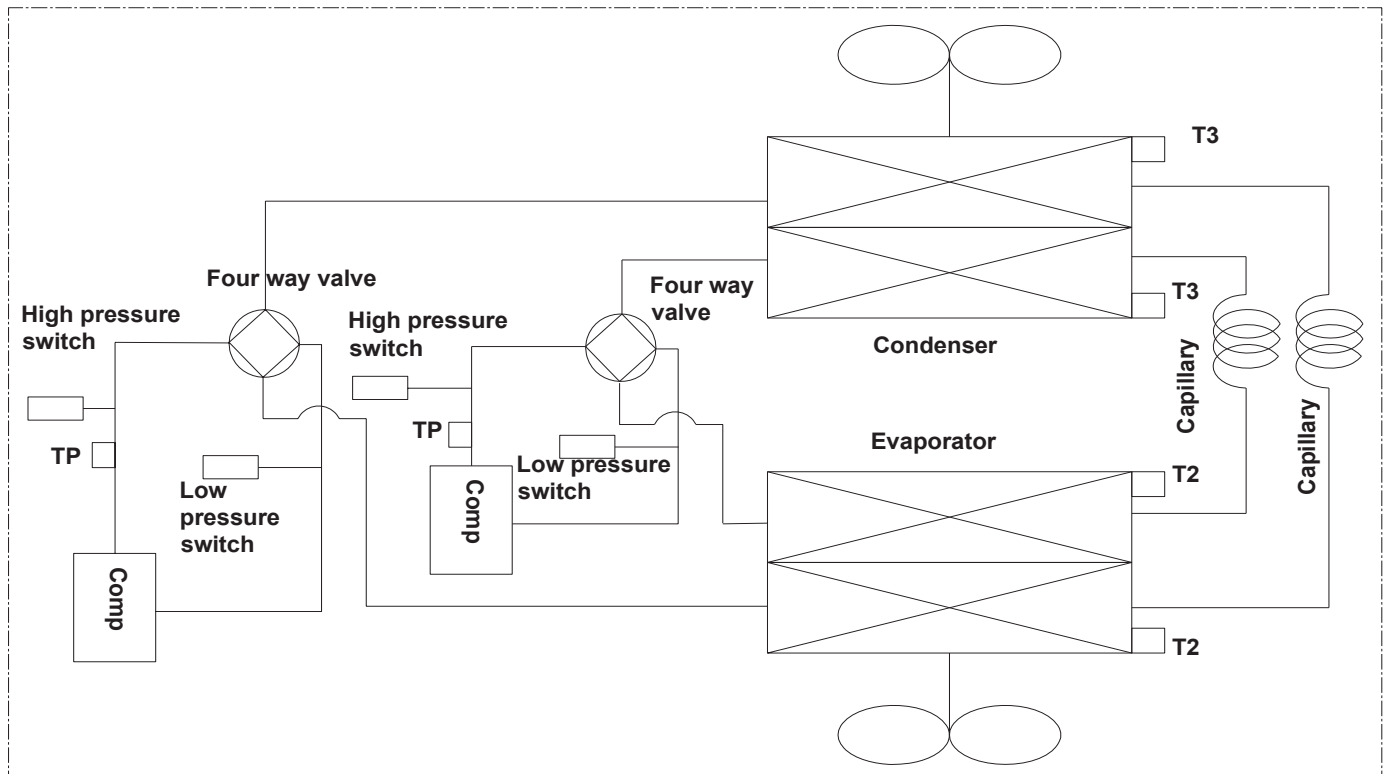 T3
Four way valve
Four way
valve
High pressure
switch
High pressure
switch
T3
Condenser
Capillary
Capillary
TP
TP
Evaporator
Low pressure
switch
Low
pressure
switch
T2
Comp
Comp
T2